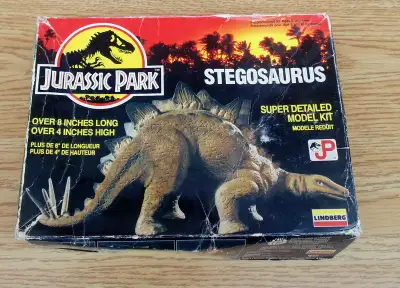 JURASSIC PARK
STEGOSAURUS
OVER 8 INCHES LONG
OVER 4 INCHES HIGH
PLUS DE 8" DE LONGUEUR
PLUS DE 4" DE HAUTEUR
SUPER DETAILED
MODEL KIT
MODELE REDUIT
JP
LINDBERG